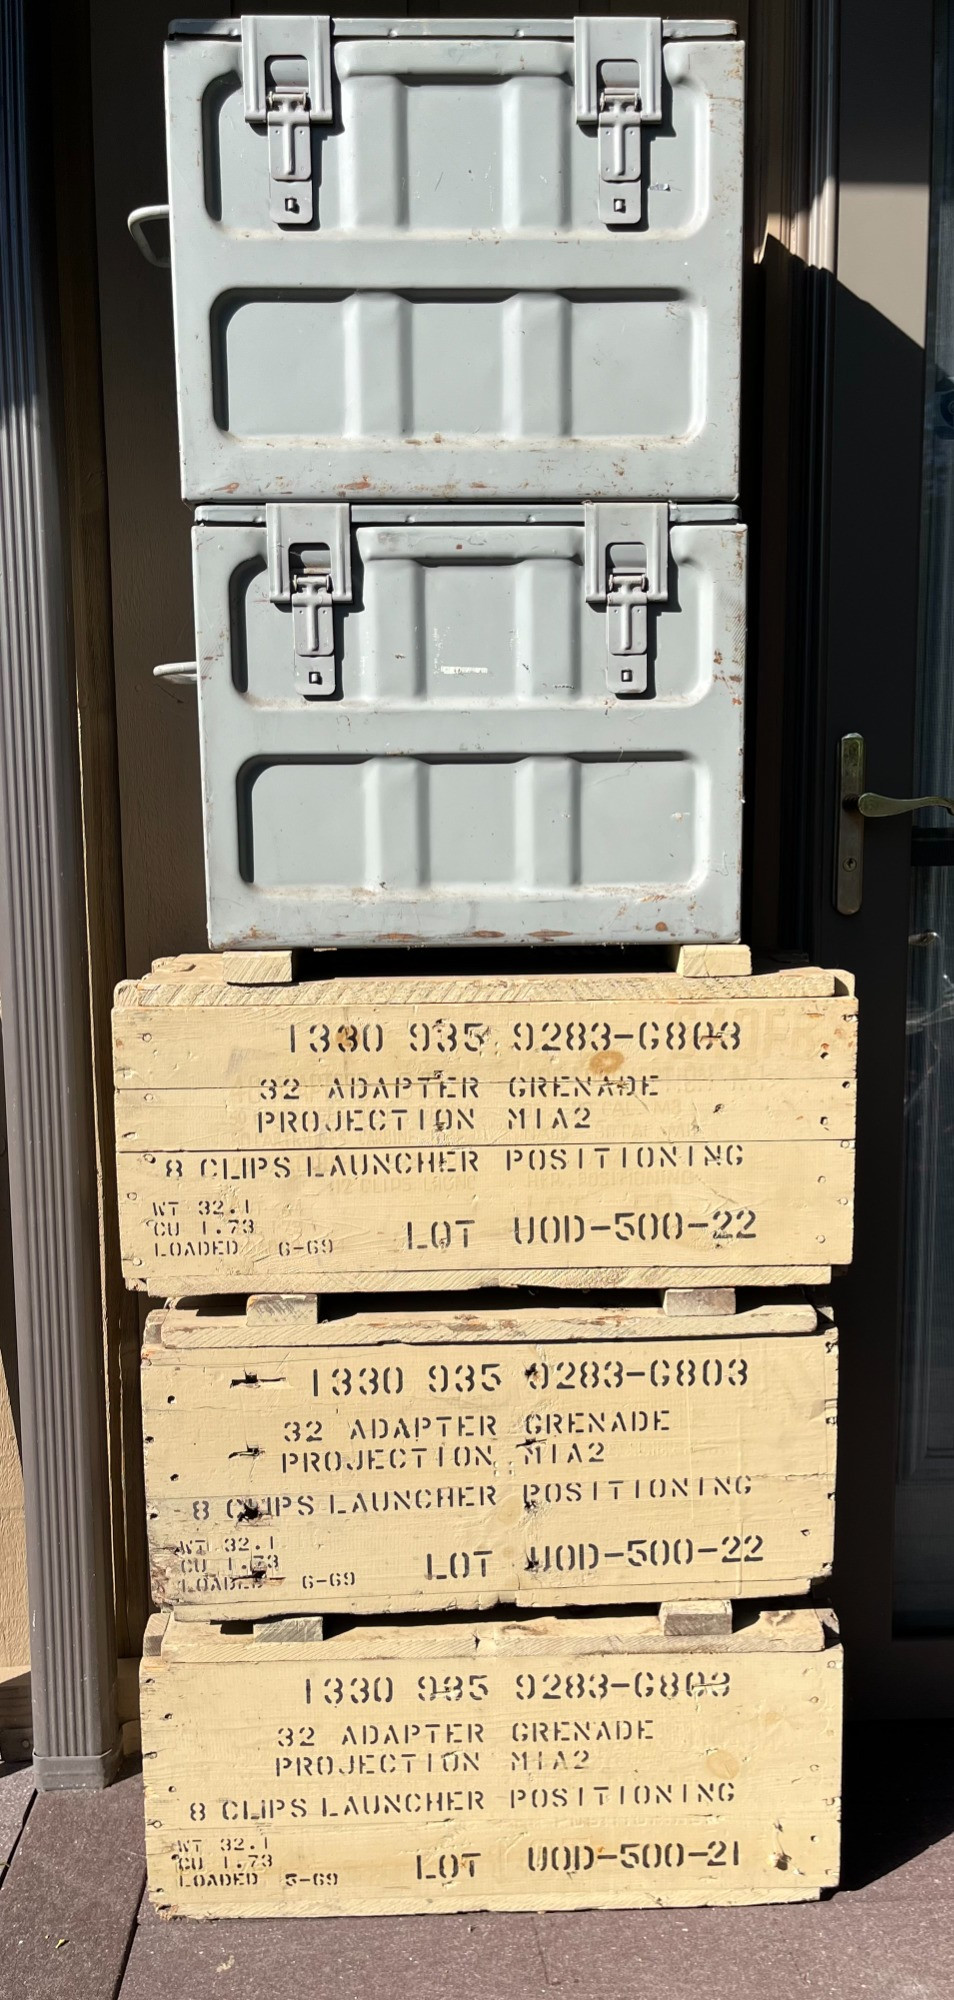 1330 935 9283-G803
32 ADAPTER GRENADE
PROJECTION M1A2
8 CLIPS LAUNCHER POSITIONING
WT 32.1
CU 1.73
LOADED 6-69
LOT UOD-500-22
1330 935 9283-G803
32 ADAPTER GRENADE
PROJECTION M1A2
8 CLIPS LAUNCHER POSITIONING
WT 32.1
CU 1.73
LOADED 6-69
LOT UOD-500-22
1330 935 9283-G803
32 ADAPTER GRENADE
PROJECTION M1A2
8 CLIPS LAUNCHER POSITIONING
WT 32.1
CU 1.73
LOADED 5-69
LOT UOD-500-21